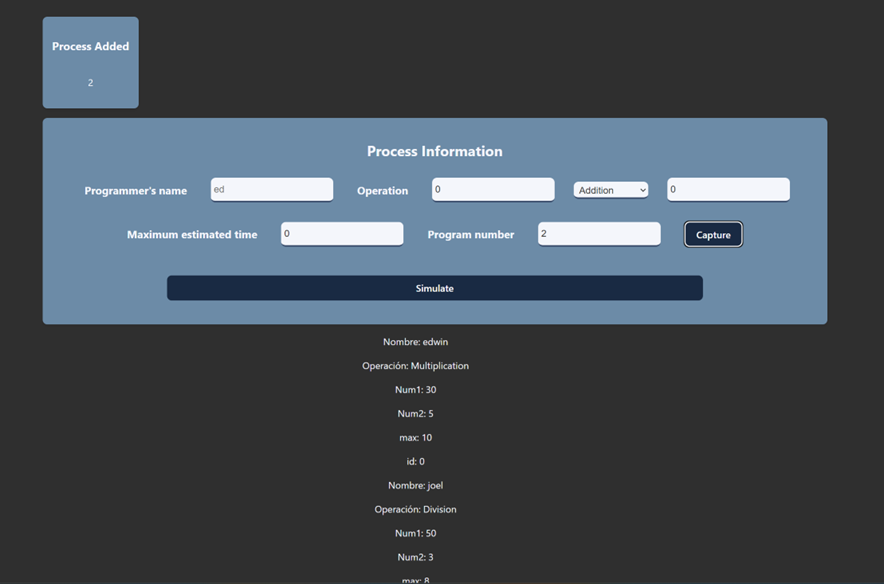 Process Added
2
Process Information
Programmer's name ed Operation 0 Addition 0
Maximum estimated time 0 Program number 2 Capture
Simulate
Nombre: edwin
Operación: Multiplication
Num1: 30
Num2: 5
max: 10
id: 0
Nombre: joel
Operación: Division
Num1: 50
Num2: 3
max: 8